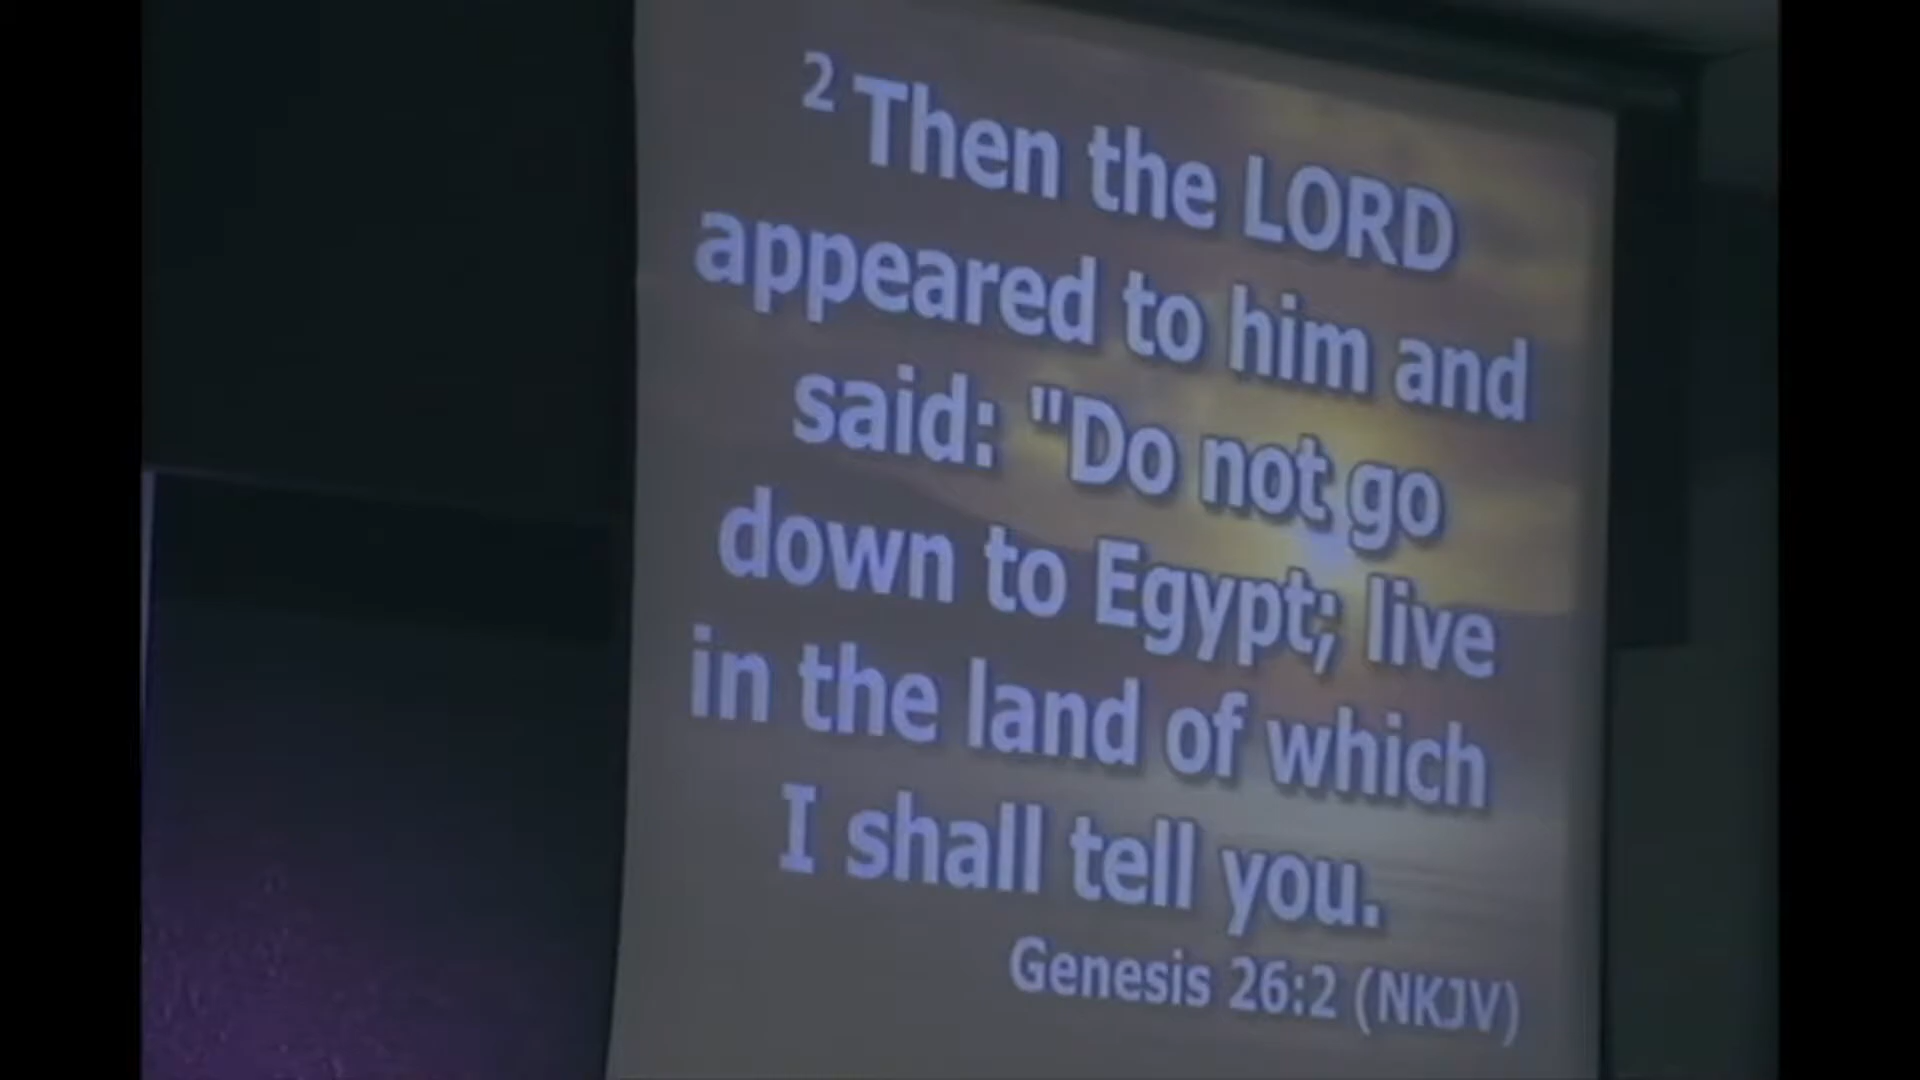 2 Then the LORD
appeared to him and
said: "Do not go
down to Egypt; live
in the land of which
I shall tell you.
Genesis 26:2 (NKJV)